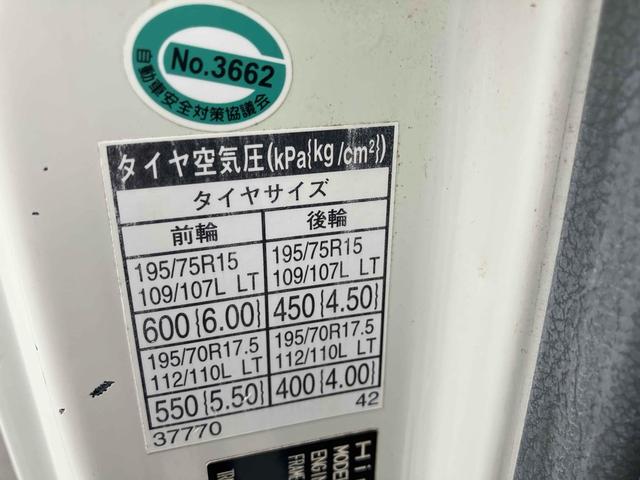 No.3662
自動車安全対策協議会
タイヤ空気圧(kPa{kg/cm²})
タイヤサイズ
前輪 後輪
195/75R15 195/75R15
109/107L LT 109/107L LT
600{6.00} 450{4.50}
195/70R17.5 195/70R17.5
112/110L LT 112/110L LT
550{5.50} 400{4.00}
37770 42
MODEL
ENGINE
FRAME